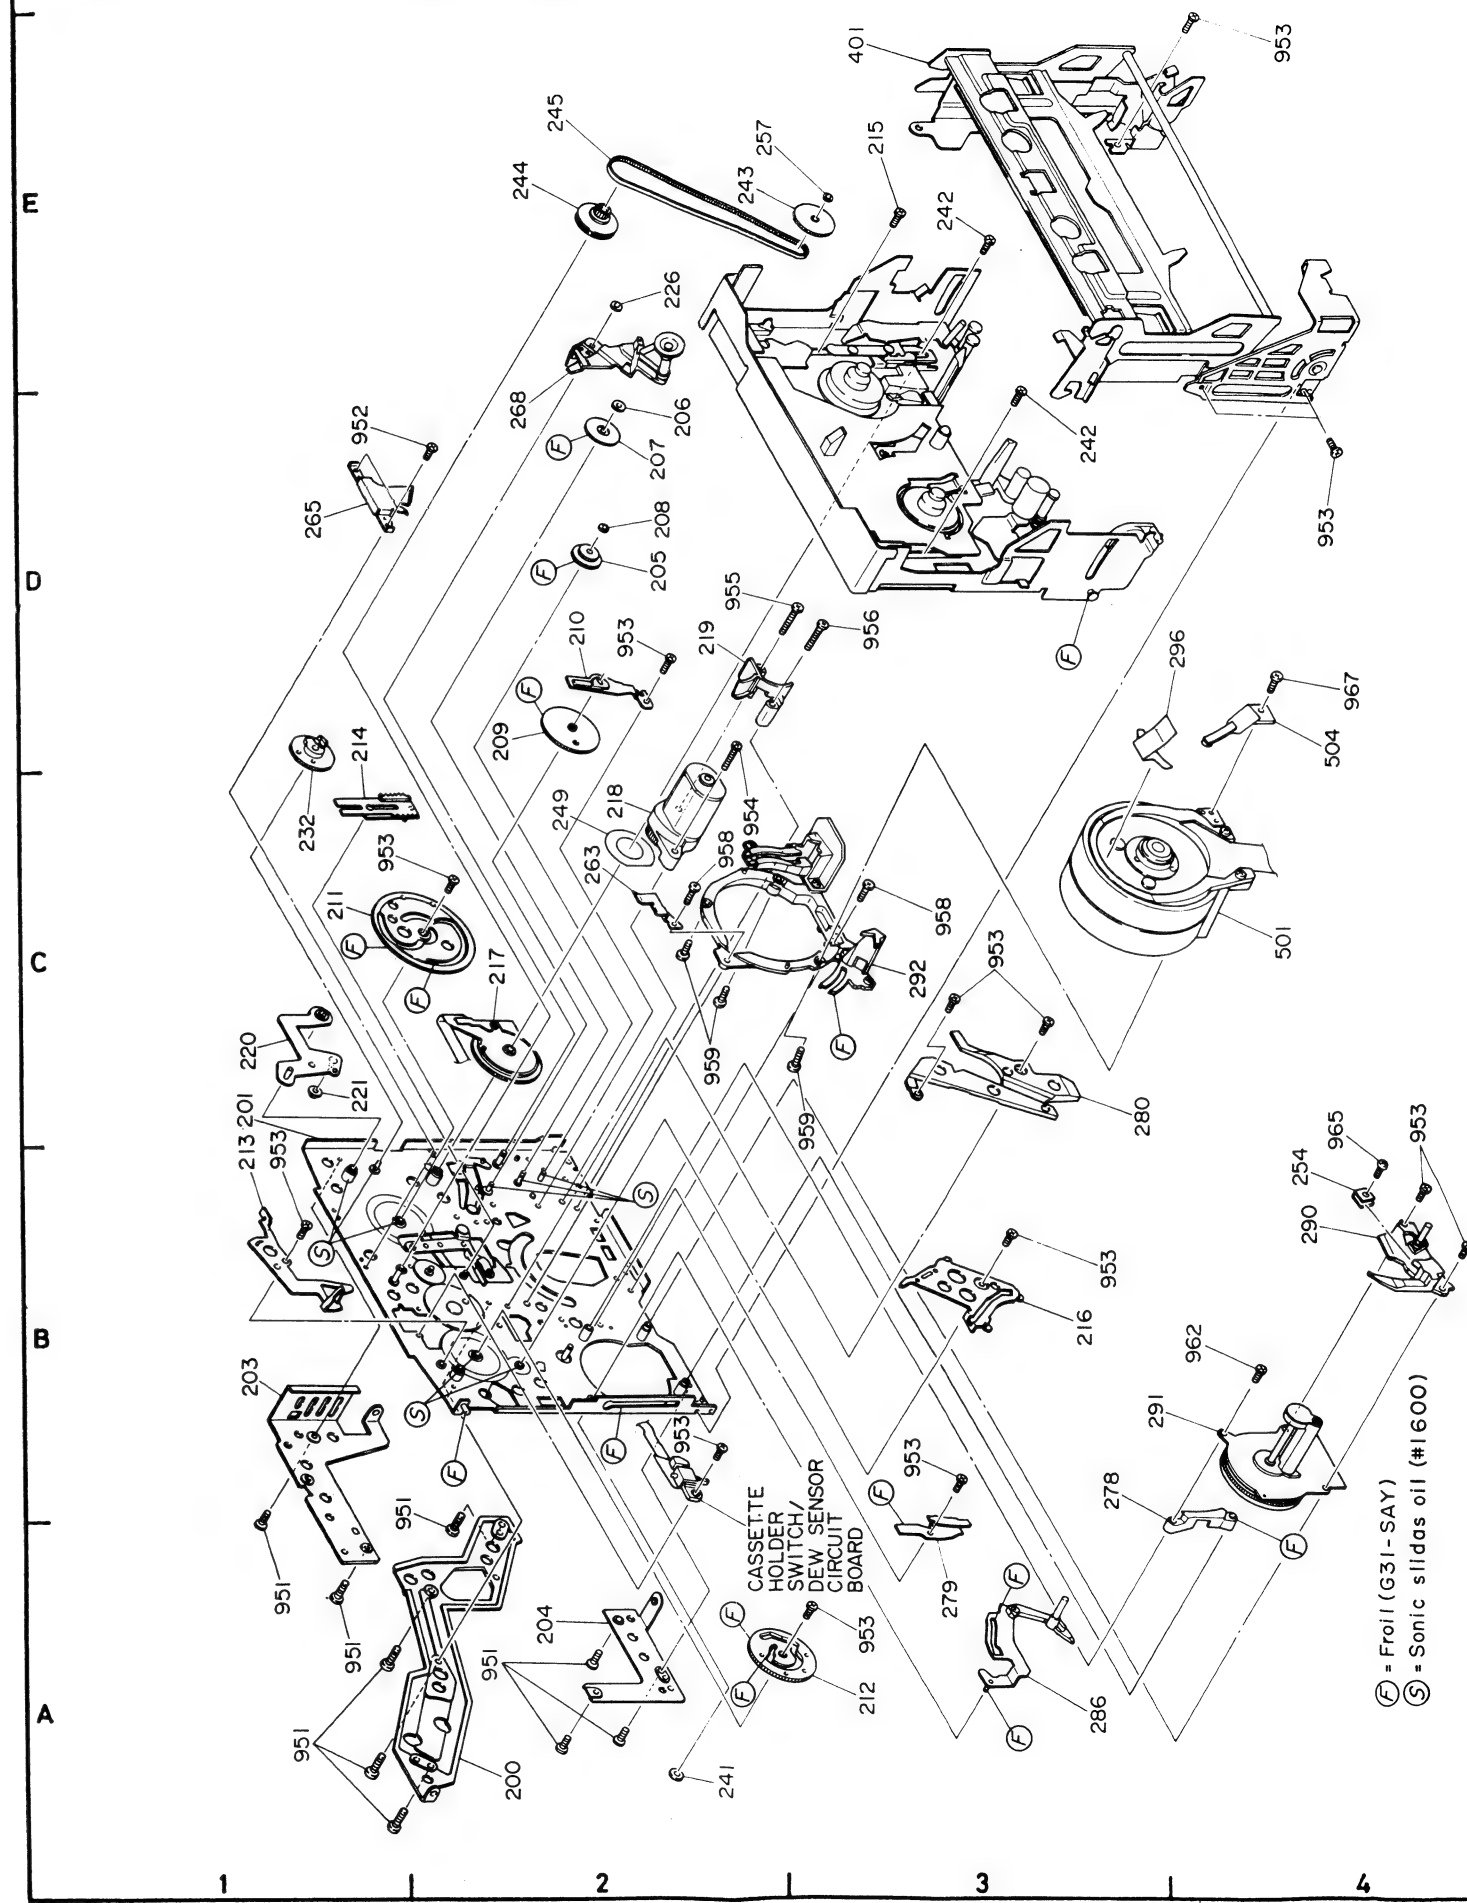 E
D
C
B
A
1
2
3
4
401
953
245
244
257
243
215
242
226
268
206
207
F
952
265
208
205
F
242
953
955
956
219
210
953
F
209
F
296
967
504
214
232
249
218
954
263
958
953
211
F
F
217
958
292
F
959
959
953
280
501
220
221
201
213
953
S
S
S
F
F
203
951
951
951
951
951
200
953
CASSETTE
HOLDER
SWITCH/
DEW SENSOR
CIRCUIT
BOARD
204
F
953
212
F
241
953
216
F
953
279
F
286
F
965
254
953
290
962
291
278
F
F = Froil (G31-SAY)
S = Sonic slidas oil (#1600)